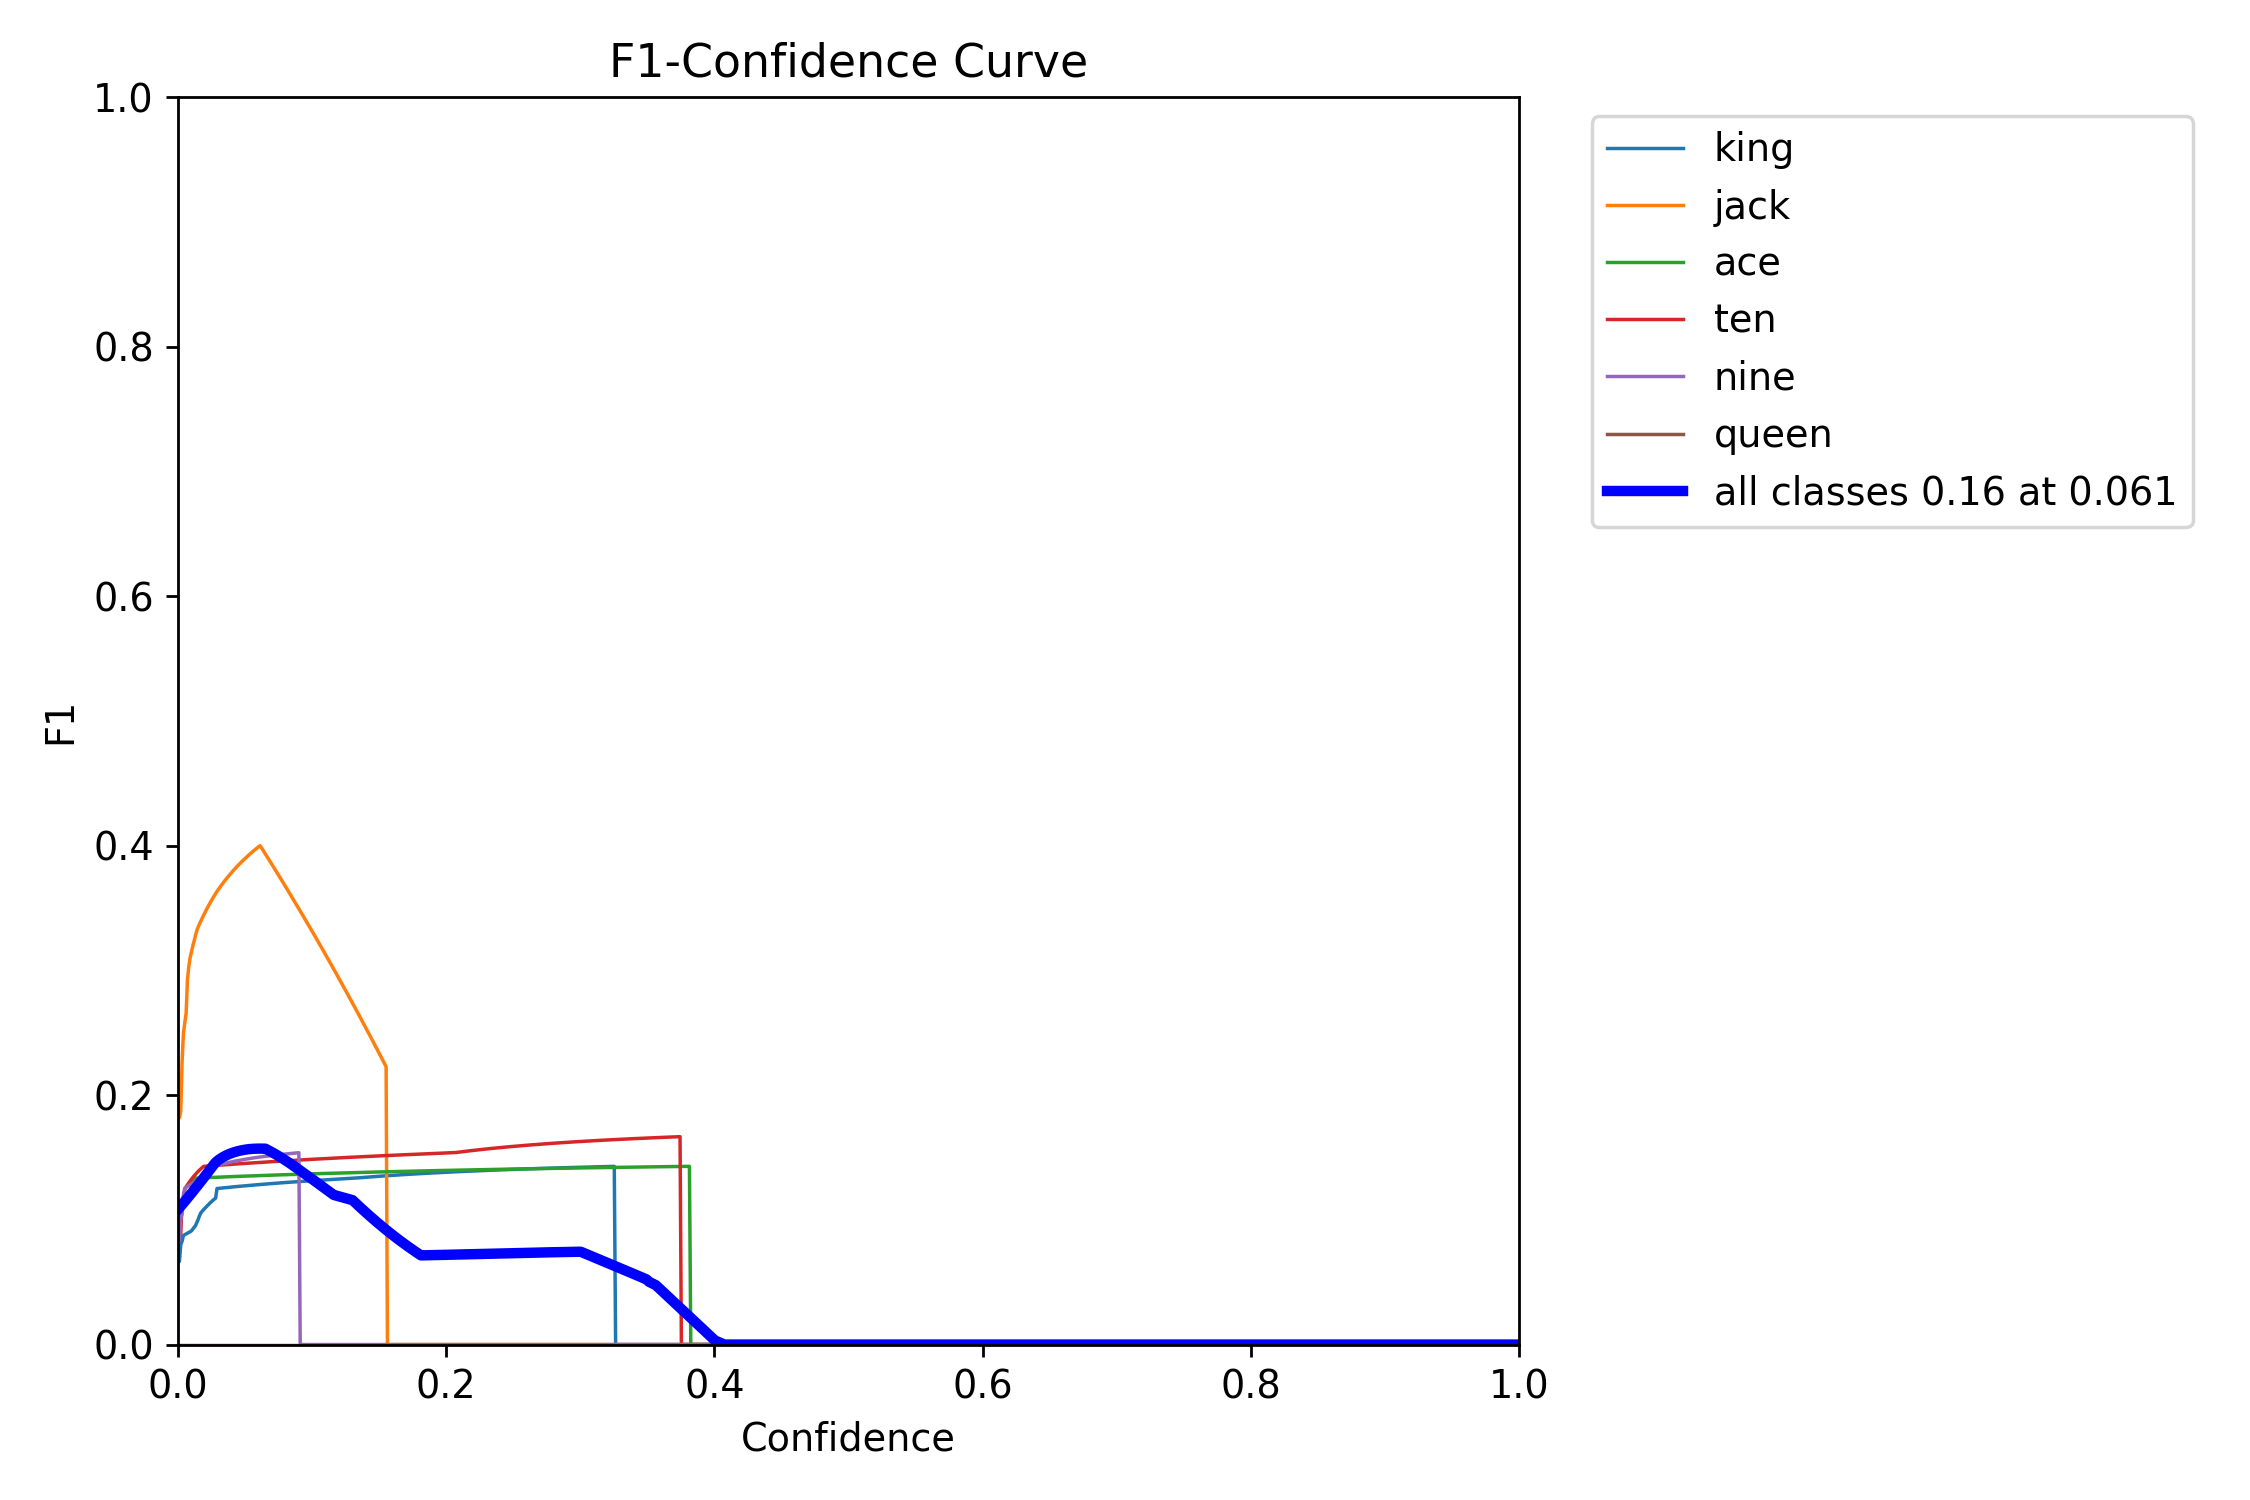 F1-Confidence Curve
1.0
0.8
0.6
0.4
0.2
0.0
F1
0.0 0.2 0.4 0.6 0.8 1.0
Confidence
king
jack
ace
ten
nine
queen
all classes 0.16 at 0.061